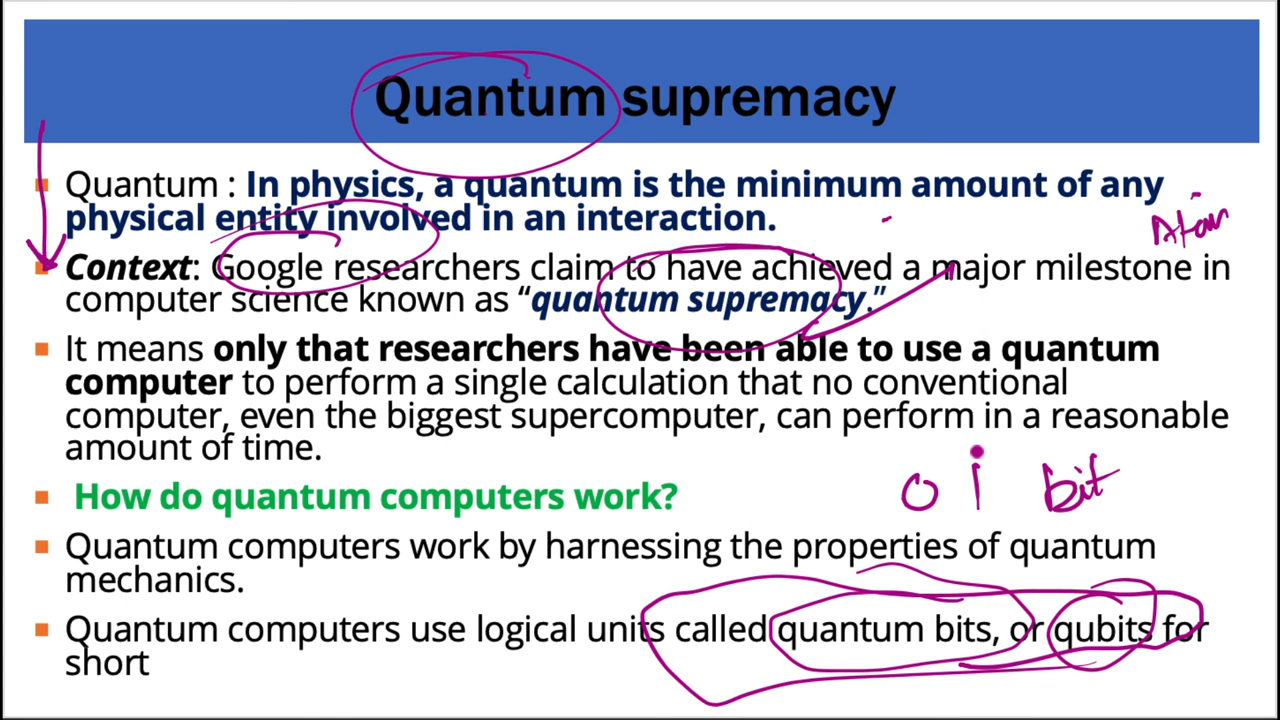 Quantum supremacy
Quantum : In physics, a quantum is the minimum amount of any
physical entity involved in an interaction.
Atom
Context: Google researchers claim to have achieved a major milestone in
computer science known as “quantum supremacy.”
It means only that researchers have been able to use a quantum
computer to perform a single calculation that no conventional
computer, even the biggest supercomputer, can perform in a reasonable
amount of time.
How do quantum computers work?
0 1 bit
Quantum computers work by harnessing the properties of quantum
mechanics.
Quantum computers use logical units called quantum bits, or qubits for
short